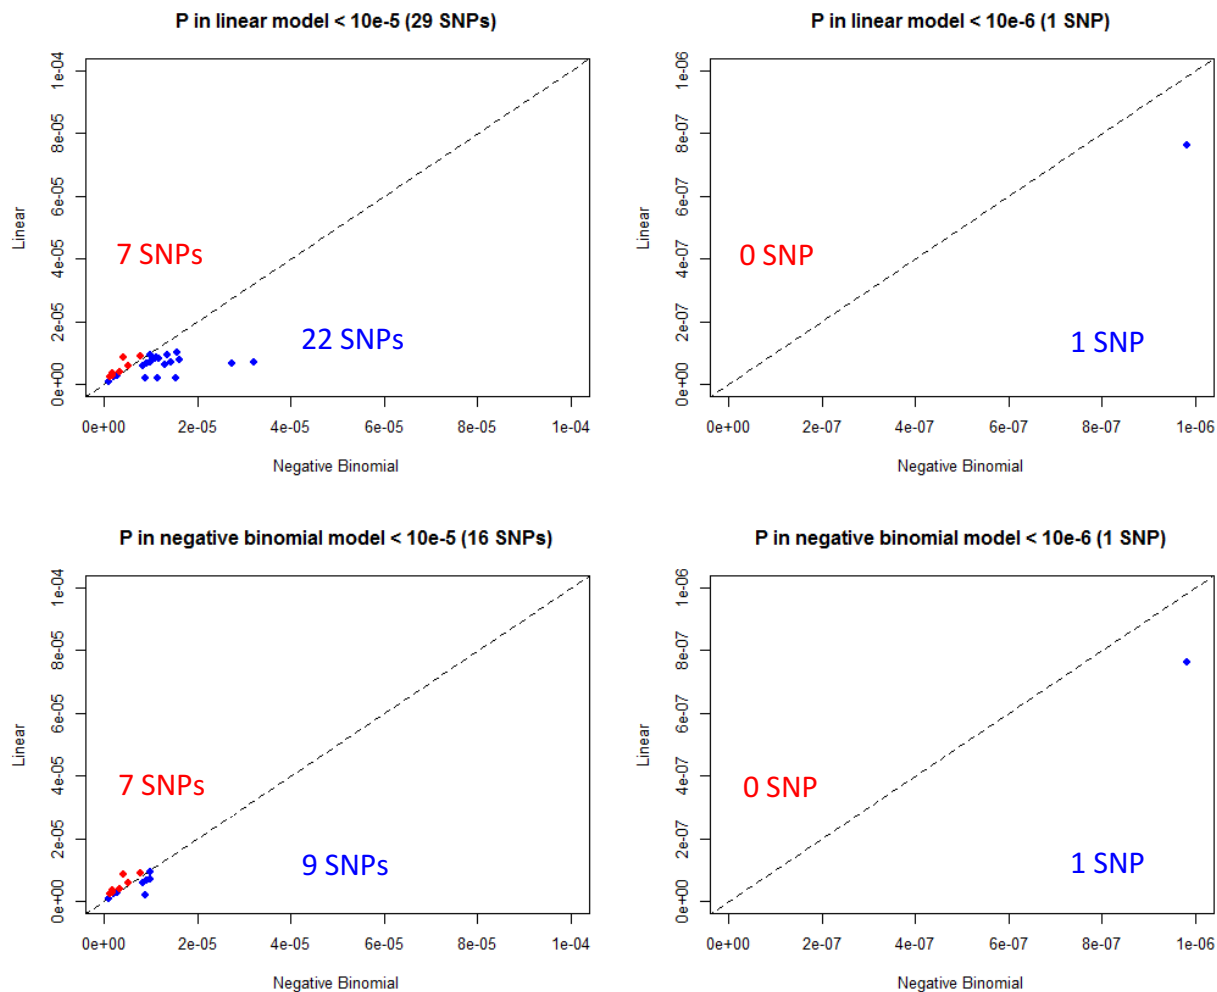 P in linear model < 10e-5 (29 SNPs)
Linear
1e-04
8e-05
6e-05
4e-05
2e-05
0e+00
7 SNPs
22 SNPs
0e+00 2e-05 4e-05 6e-05 8e-05 1e-04
Negative Binomial
P in linear model < 10e-6 (1 SNP)
Linear
1e-06
8e-07
6e-07
4e-07
2e-07
0e+00
0 SNP
1 SNP
0e+00 2e-07 4e-07 6e-07 8e-07 1e-06
Negative Binomial
P in negative binomial model < 10e-5 (16 SNPs)
Linear
1e-04
8e-05
6e-05
4e-05
2e-05
0e+00
7 SNPs
9 SNPs
0e+00 2e-05 4e-05 6e-05 8e-05 1e-04
Negative Binomial
P in negative binomial model < 10e-6 (1 SNP)
Linear
1e-06
8e-07
6e-07
4e-07
2e-07
0e+00
0 SNP
1 SNP
0e+00 2e-07 4e-07 6e-07 8e-07 1e-06
Negative Binomial